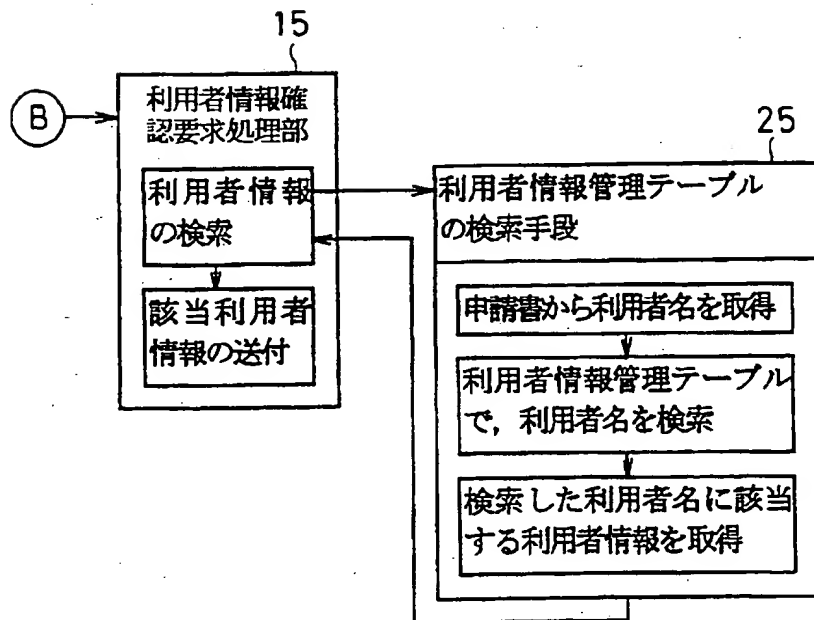 15
B
利用者情報確
認要求処理部
利用者情報
の検索
該当利用者
情報の送付
25
利用者情報管理テーブル
の検索手段
申請書から利用者名を取得
利用者情報管理テーブル
で，利用者名を検索
検索した利用者名に該当
する利用者情報を取得